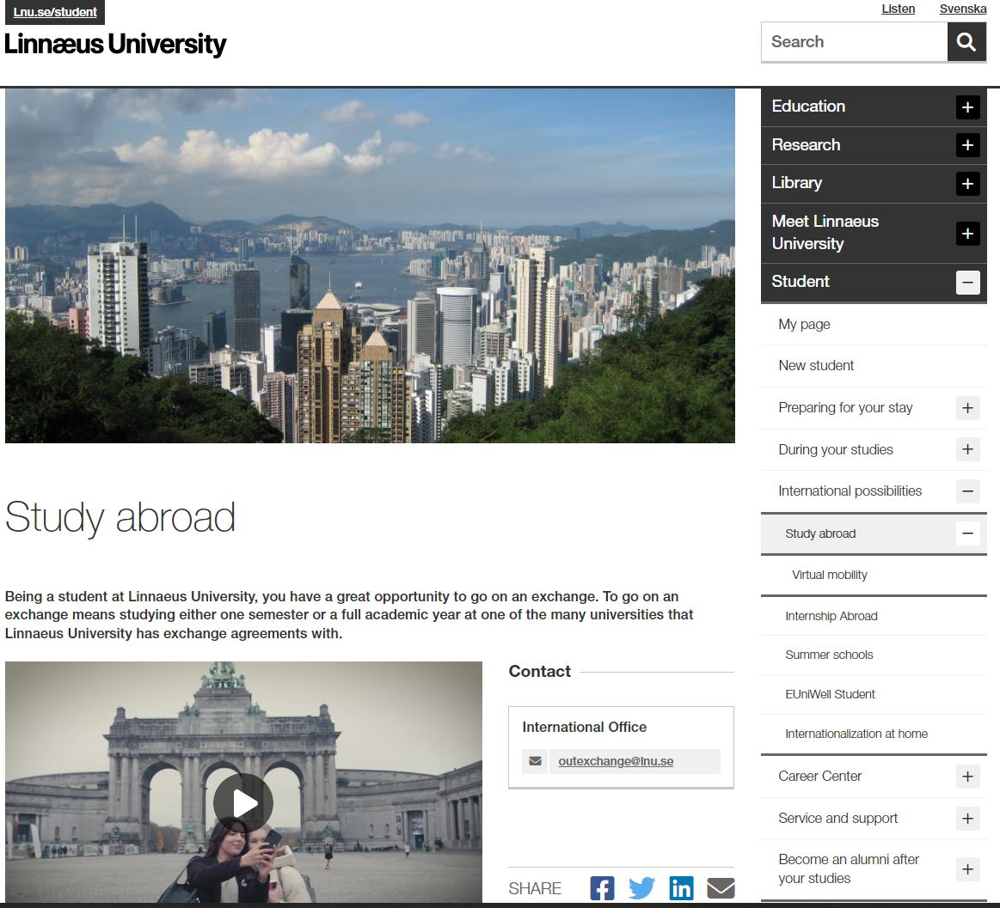 Lnu.se/student
Listen
Svenska
Linnæus University
Search
Education
Research
Library
Meet Linnaeus
University
Student
My page
New student
Preparing for your stay
During your studies
International possibilities
Study abroad
Virtual mobility
Internship Abroad
Summer schools
EUniWell Student
Internationalization at home
Career Center
Service and support
Become an alumni after
your studies
Study abroad
Being a student at Linnaeus University, you have a great opportunity to go on an exchange. To go on an
exchange means studying either one semester or a full academic year at one of the many universities that
Linnaeus University has exchange agreements with.
Contact
International Office
outexchange@lnu.se
SHARE